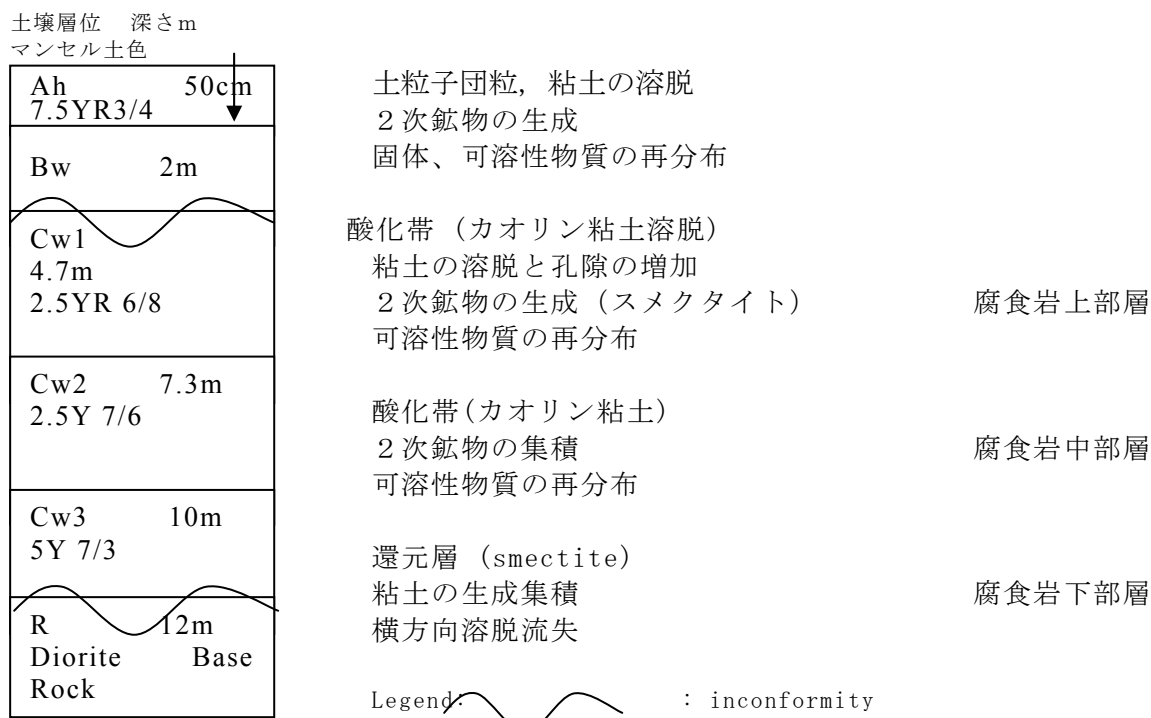 土壌層位　深さm
マンセル土色
Ah 50cm
7.5YR3/4
Bw 2m
Cw1
4.7m
2.5YR 6/8
Cw2 7.3m
2.5Y 7/6
Cw3 10m
5Y 7/3
R 12m
Diorite Base
Rock
土粒子団粒，粘土の溶脱
２次鉱物の生成
固体、可溶性物質の再分布
酸化帯（カオリン粘土溶脱）
粘土の溶脱と孔隙の増加
２次鉱物の生成（スメクタイト）　腐食岩上部層
可溶性物質の再分布
酸化帯(カオリン粘土)
２次鉱物の集積　腐食岩中部層
可溶性物質の再分布
還元層（smectite）
粘土の生成集積　腐食岩下部層
横方向溶脱流失
Legend: : inconformity